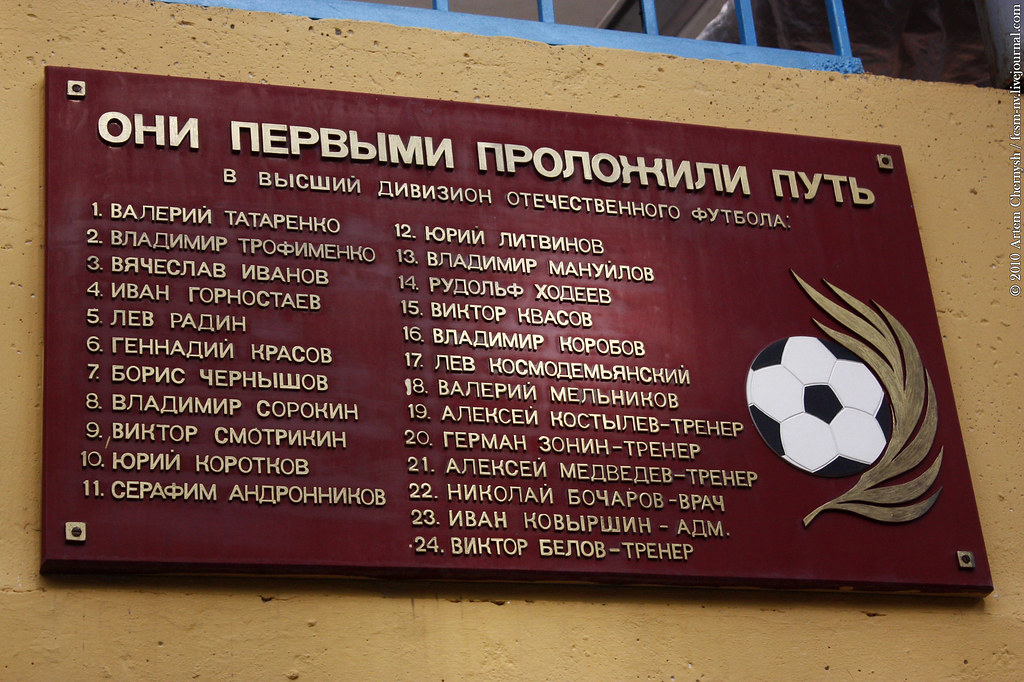 ОНИ ПЕРВЫМИ ПРОЛОЖИЛИ ПУТЬ
В ВЫСШИЙ ДИВИЗИОН ОТЕЧЕСТВЕННОГО ФУТБОЛА:
1. ВАЛЕРИЙ ТАТАРЕНКО
2. ВЛАДИМИР ТРОФИМЕНКО
3. ВЯЧЕСЛАВ ИВАНОВ
4. ИВАН ГОРНОСТАЕВ
5. ЛЕВ РАДИН
6. ГЕННАДИЙ КРАСОВ
7. БОРИС ЧЕРНЫШОВ
8. ВЛАДИМИР СОРОКИН
9. ВИКТОР СМОТРИКИН
10. ЮРИЙ КОРОТКОВ
11. СЕРАФИМ АНДРОННИКОВ
12. ЮРИЙ ЛИТВИНОВ
13. ВЛАДИМИР МАНУЙЛОВ
14. РУДОЛЬФ ХОДЕЕВ
15. ВИКТОР КВАСОВ
16. ВЛАДИМИР КОРОБОВ
17. ЛЕВ КОСМОДЕМЬЯНСКИЙ
18. ВАЛЕРИЙ МЕЛЬНИКОВ
19. АЛЕКСЕЙ КОСТЫЛЕВ-ТРЕНЕР
20. ГЕРМАН ЗОНИН-ТРЕНЕР
21. АЛЕКСЕЙ МЕДВЕДЕВ-ТРЕНЕР
22. НИКОЛАЙ БОЧАРОВ-ВРАЧ
23. ИВАН КОВЫРШИН - АДМ.
24. ВИКТОР БЕЛОВ-ТРЕНЕР
© 2010 Artem Chernysh / fcsm-nv.livejournal.com